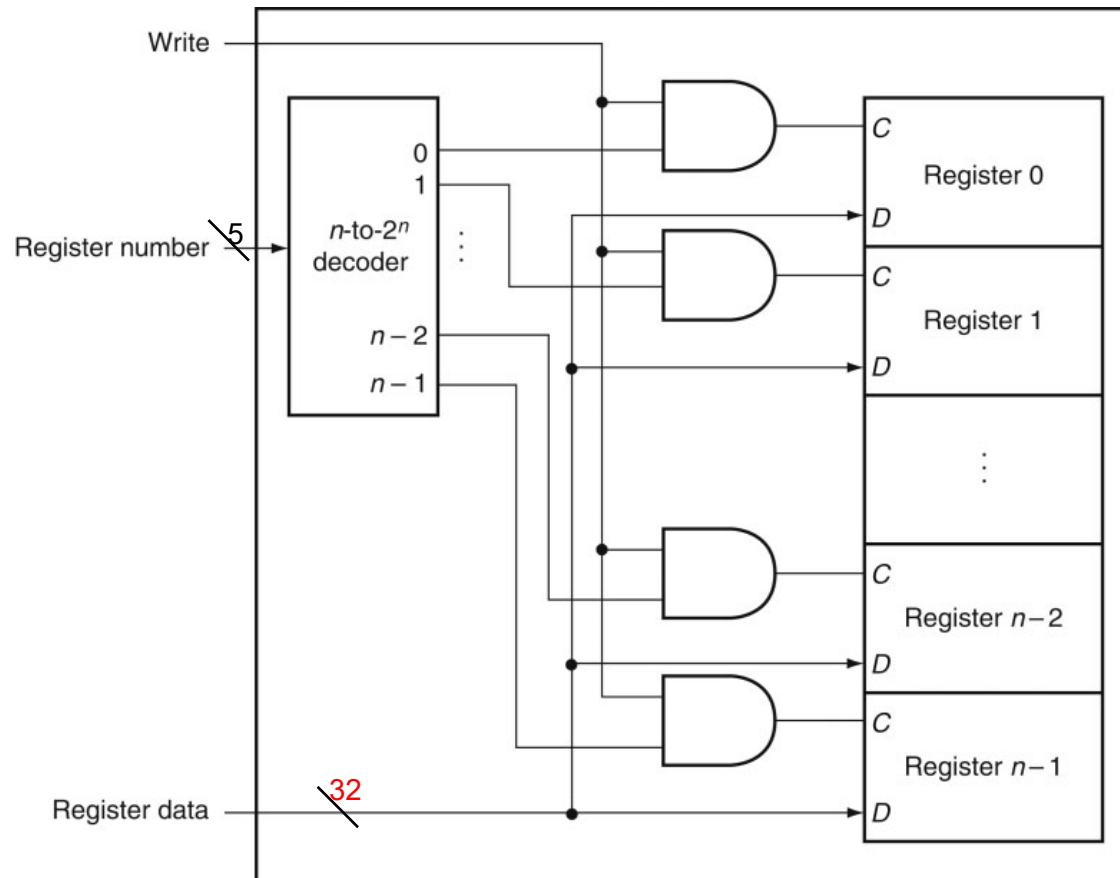 Write
0
1
n-to-2ⁿ
decoder
⋮
n – 2
n – 1
Register number
5
Register data
32
C
Register 0
D
C
Register 1
D
⋮
C
Register n – 2
D
C
Register n – 1
D